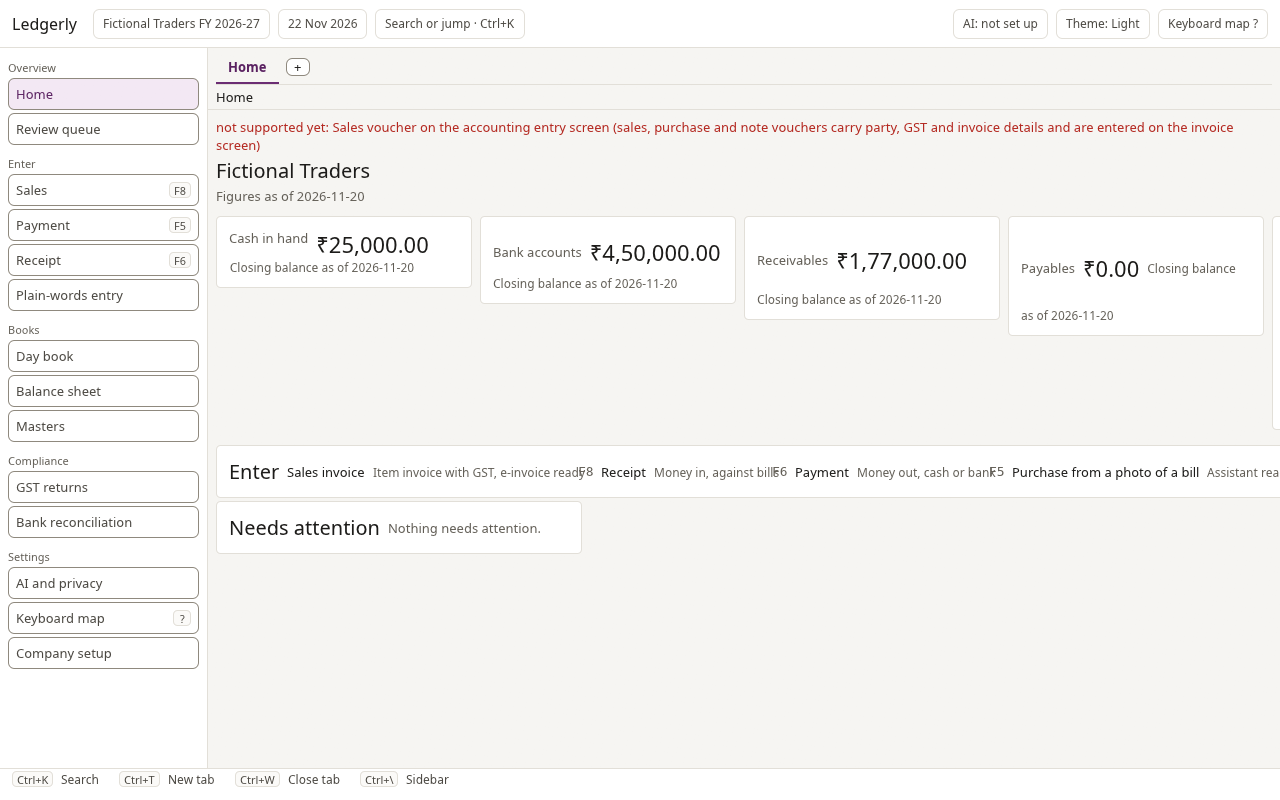 Ledgerly
Fictional Traders FY 2026-27
22 Nov 2026
Search or jump · Ctrl+K
AI: not set up
Theme: Light
Keyboard map ?
Overview
Home
Review queue
Enter
Sales F8
Payment F5
Receipt F6
Plain-words entry
Books
Day book
Balance sheet
Masters
Compliance
GST returns
Bank reconciliation
Settings
AI and privacy
Keyboard map ?
Company setup
Home +
Home
not supported yet: Sales voucher on the accounting entry screen (sales, purchase and note vouchers carry party, GST and invoice details and are entered on the invoice
screen)
Fictional Traders
Figures as of 2026-11-20
Cash in hand ₹25,000.00
Closing balance as of 2026-11-20
Bank accounts ₹4,50,000.00
Closing balance as of 2026-11-20
Receivables ₹1,77,000.00
Closing balance as of 2026-11-20
Payables ₹0.00 Closing balance
as of 2026-11-20
Enter Sales invoice Item invoice with GST, e-invoice ready F8 Receipt Money in, against bills F6 Payment Money out, cash or bank F5 Purchase from a photo of a bill Assistant rea
Needs attention Nothing needs attention.
Ctrl+K Search Ctrl+T New tab Ctrl+W Close tab Ctrl+\ Sidebar